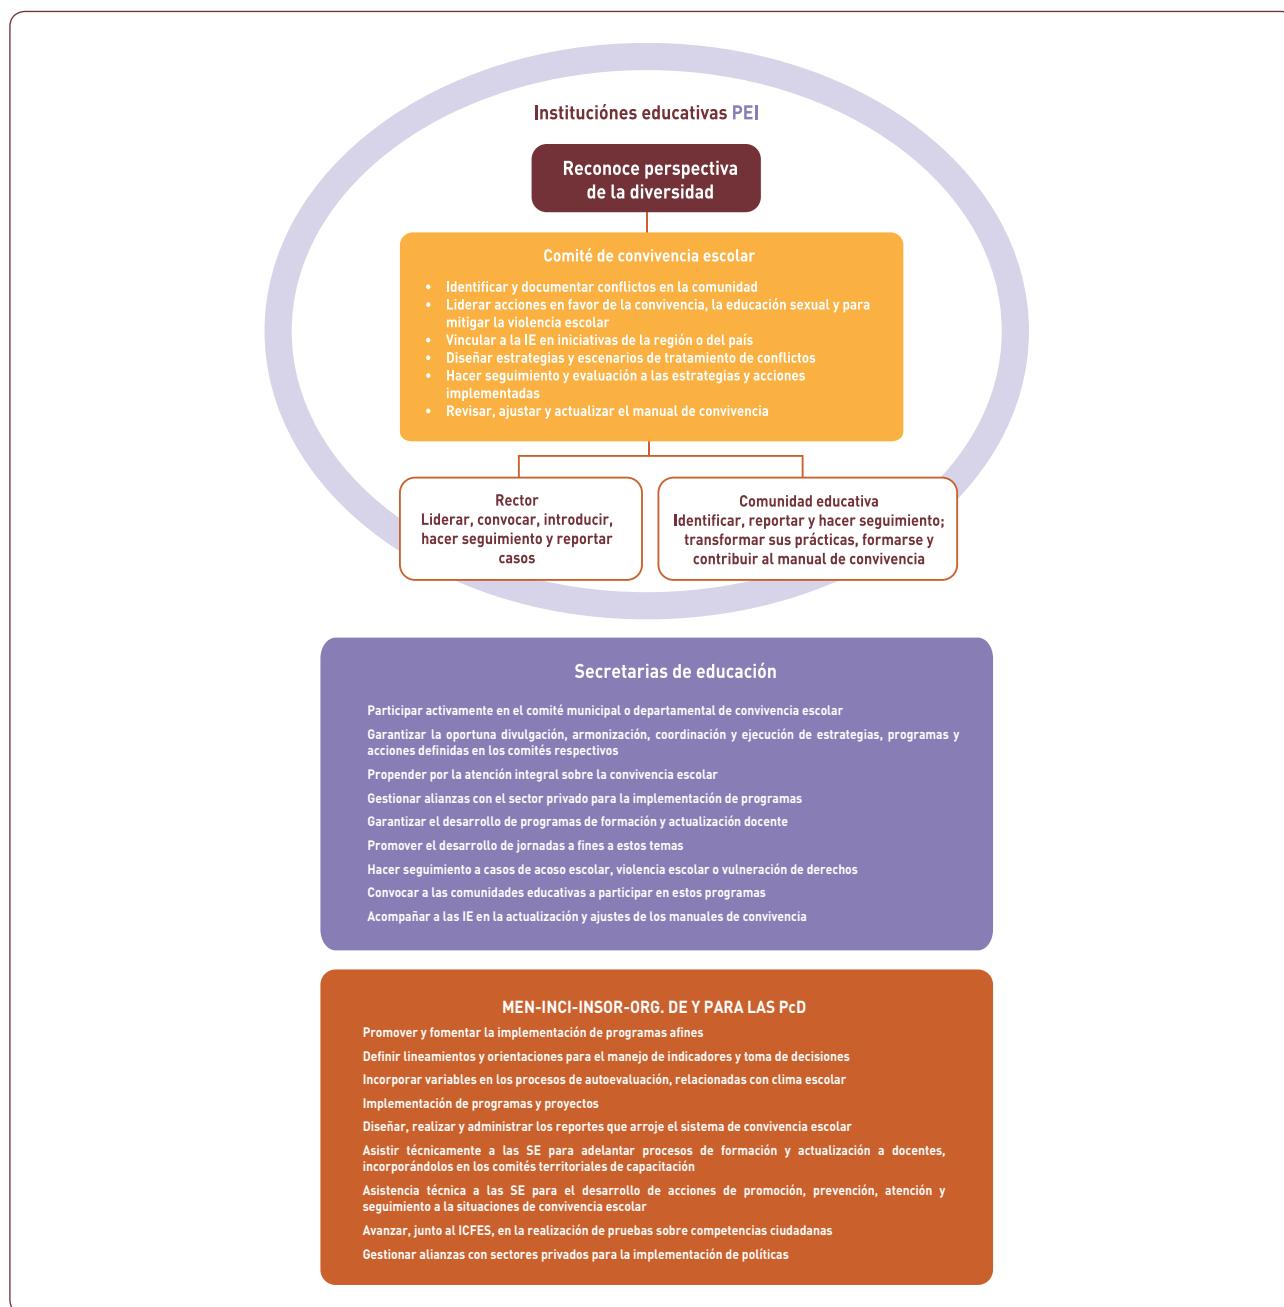 Instituciónes educativas PEI
Reconoce perspectiva
de la diversidad
Comité de convivencia escolar
• Identificar y documentar conflictos en la comunidad
• Liderar acciones en favor de la convivencia, la educación sexual y para
mitigar la violencia escolar
• Vincular a la IE en iniciativas de la región o del país
• Diseñar estrategias y escenarios de tratamiento de conflictos
• Hacer seguimiento y evaluación a las estrategias y acciones
implementadas
• Revisar, ajustar y actualizar el manual de convivencia
Rector
Liderar, convocar, introducir,
hacer seguimiento y reportar
casos
Comunidad educativa
Identificar, reportar y hacer seguimiento;
transformar sus prácticas, formarse y
contribuir al manual de convivencia
Secretarias de educación
Participar activamente en el comité municipal o departamental de convivencia escolar
Garantizar la oportuna divulgación, armonización, coordinación y ejecución de estrategias, programas y
acciones definidas en los comités respectivos
Propender por la atención integral sobre la convivencia escolar
Gestionar alianzas con el sector privado para la implementación de programas
Garantizar el desarrollo de programas de formación y actualización docente
Promover el desarrollo de jornadas a fines a estos temas
Hacer seguimiento a casos de acoso escolar, violencia escolar o vulneración de derechos
Convocar a las comunidades educativas a participar en estos programas
Acompañar a las IE en la actualización y ajustes de los manuales de convivencia
MEN-INCI-INSOR-ORG. DE Y PARA LAS PcD
Promover y fomentar la implementación de programas afines
Definir lineamientos y orientaciones para el manejo de indicadores y toma de decisiones
Incorporar variables en los procesos de autoevaluación, relacionadas con clima escolar
Implementación de programas y proyectos
Diseñar, realizar y administrar los reportes que arroje el sistema de convivencia escolar
Asistir técnicamente a las SE para adelantar procesos de formación y actualización a docentes,
incorporándolos en los comités territoriales de capacitación
Asistencia técnica a las SE para el desarrollo de acciones de promoción, prevención, atención y
seguimiento a la situaciones de convivencia escolar
Avanzar, junto al ICFES, en la realización de pruebas sobre competencias ciudadanas
Gestionar alianzas con sectores privados para la implementación de políticas